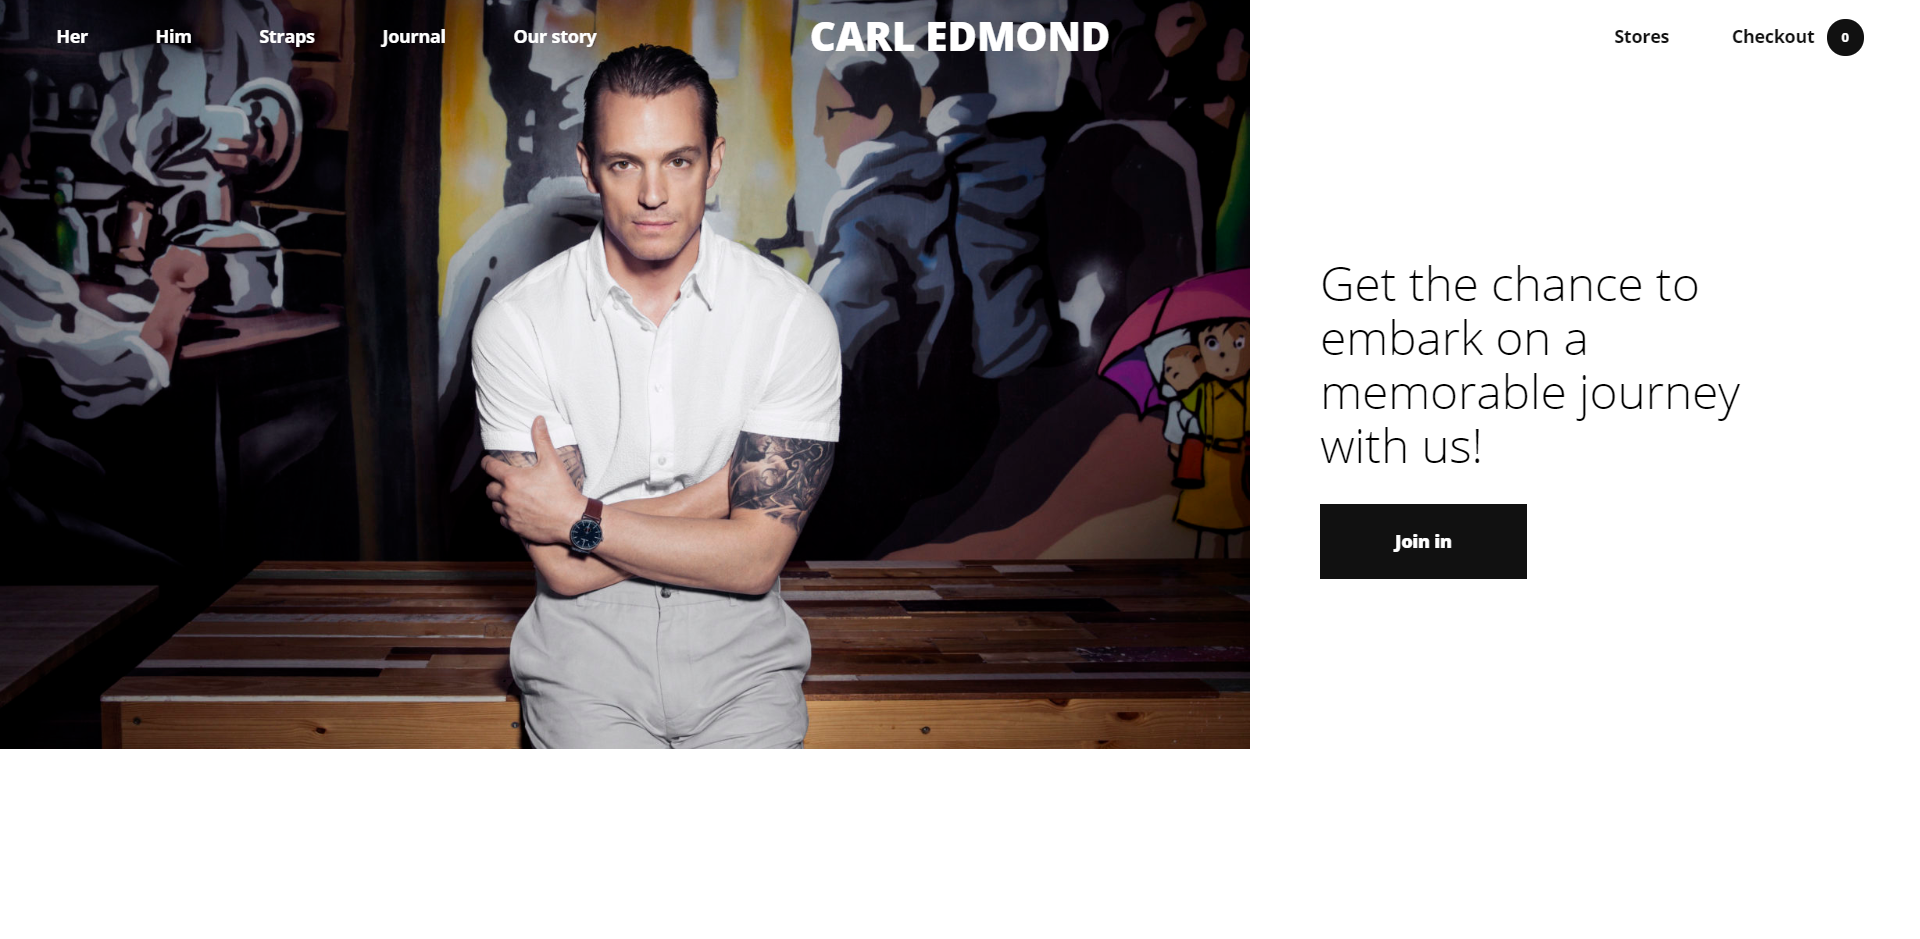 Her Him Straps Journal Our story CARL EDMOND Stores Checkout 0
Get the chance to
embark on a
memorable journey
with us!
Join in